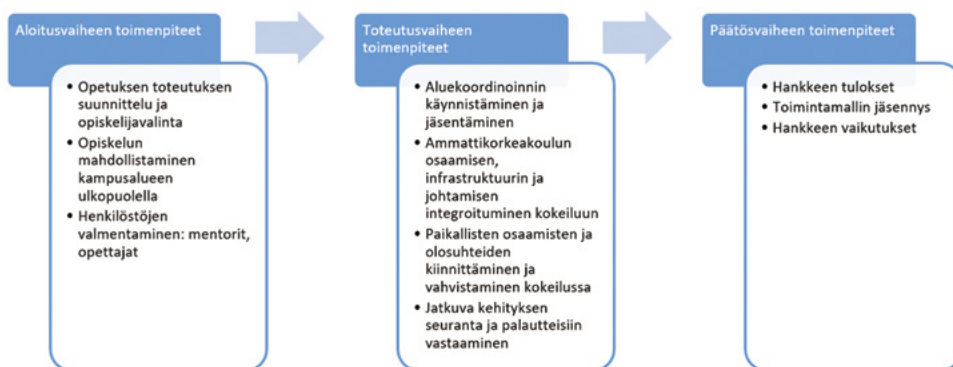 Aloitusvaiheen toimenpiteet
• Opetuksen toteutuksen
suunnittelu ja
opiskelijavalinta
• Opiskelun
mahdollistaminen
kampusalueen
ulkopuolella
• Henkilöstöjen
valmentaminen: mentorit,
opettajat
Toteutusvaiheen
toimenpiteet
• Aluekoordinoinnin
käynnistäminen ja
jäsentäminen
• Ammattikorkeakoulun
osaamisen,
infrastruktuurin ja
johtamisen
integroituminen kokeiluun
• Paikallisten osaamisten ja
olosuhteiden
kiinnittäminen ja
vahvistaminen kokeilussa
• Jatkuva kehityksen
seuranta ja palautteisiin
vastaaminen
Päätösvaiheen toimenpiteet
• Hankkeen tulokset
• Toimintamallin jäsennys
• Hankkeen vaikutukset